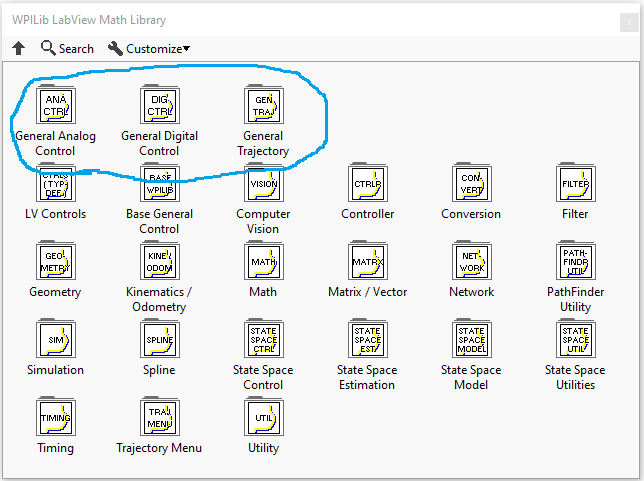 WPILib LabView Math Library
x
Search Customize
ANA
CTRL
DIG
CTRL
GEN
TRAJ
General Analog
Control
General Digital
Control
General
Trajectory
CTRLS
(TYP-
DEF)
BASE
WPILIB
VISION
CTRLR
CON-
VERT
FILTER
LV Controls
Base General
Control
Computer
Vision
Controller
Conversion
Filter
GEO-
METRY
KINE/
ODOM
MATH
MATRX
NET-
WORK
PATH-
FINDR
UTIL
Geometry
Kinematics /
Odometry
Math
Matrix / Vector
Network
PathFinder
Utility
SIM
SPLINE
STATE
SPACE
CTRL
STATE
SPACE
EST
STATE
SPACE
MODEL
STATE
SPACE
UTIL
Simulation
Spline
State Space
Control
State Space
Estimation
State Space
Model
State Space
Utilities
TIMING
TRAJ
MENU
UTIL
Timing
Trajectory Menu
Utility